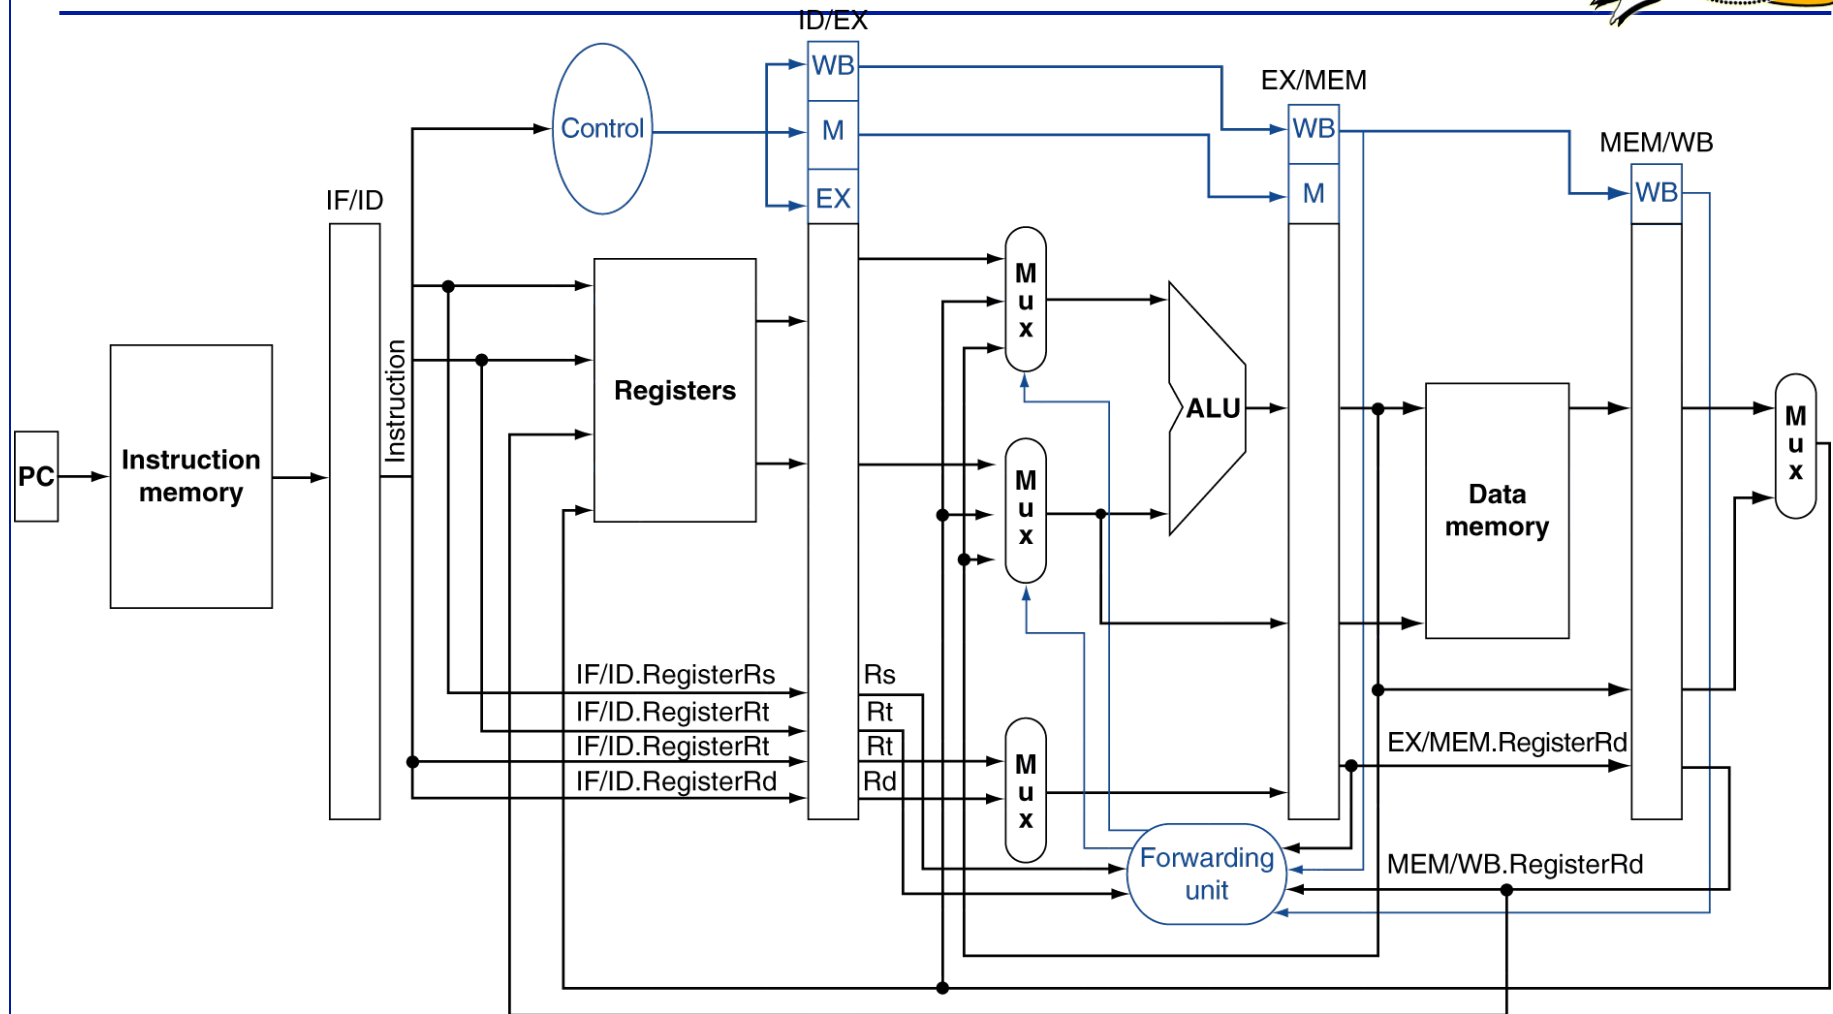 ID/EX
WB
M
EX
Control
EX/MEM
WB
M
MEM/WB
WB
IF/ID
PC
Instruction
memory
Instruction
Registers
M
u
x
M
u
x
ALU
Data
memory
M
u
x
IF/ID.RegisterRs
IF/ID.RegisterRt
IF/ID.RegisterRt
IF/ID.RegisterRd
Rs
Rt
Rt
Rd
M
u
x
EX/MEM.RegisterRd
Forwarding
unit
MEM/WB.RegisterRd